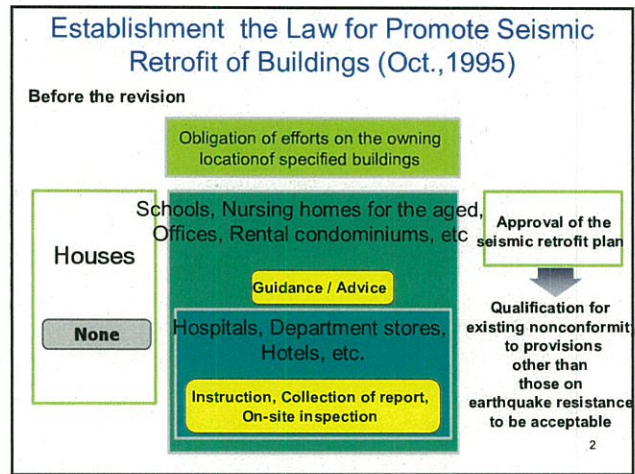 Establishment the Law for Promote Seismic
Retrofit of Buildings (Oct.,1995)
Before the revision
Obligation of efforts on the owning
locationof specified buildings
Houses
None
Schools, Nursing homes for the aged,
Offices, Rental condominiums, etc
Guidance / Advice
Hospitals, Department stores,
Hotels, etc.
Instruction, Collection of report,
On-site inspection
Approval of the
seismic retrofit plan
Qualification for
existing nonconformity
to provisions
other than
those on
earthquake resistance
to be acceptable
2